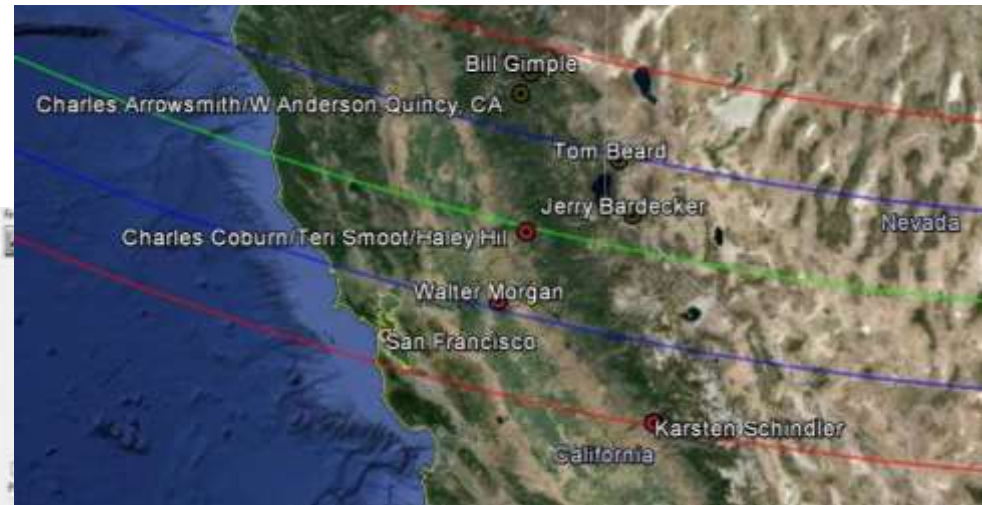 Bill Gimple
Charles Arrowsmith/W Anderson Quincy, CA
Tom Beard
Jerry Bardecker
Nevada
Charles Coburn/Teri Smoot/Haley Hil
Walter Morgan
San Francisco
Karsten Schindler
California